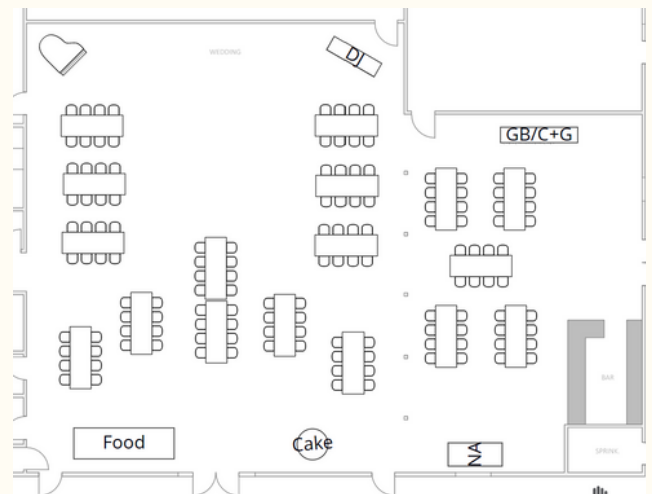 WEDDING
DJ
GB/C+G
BAR
Food
Cake
NA
SPRINK.